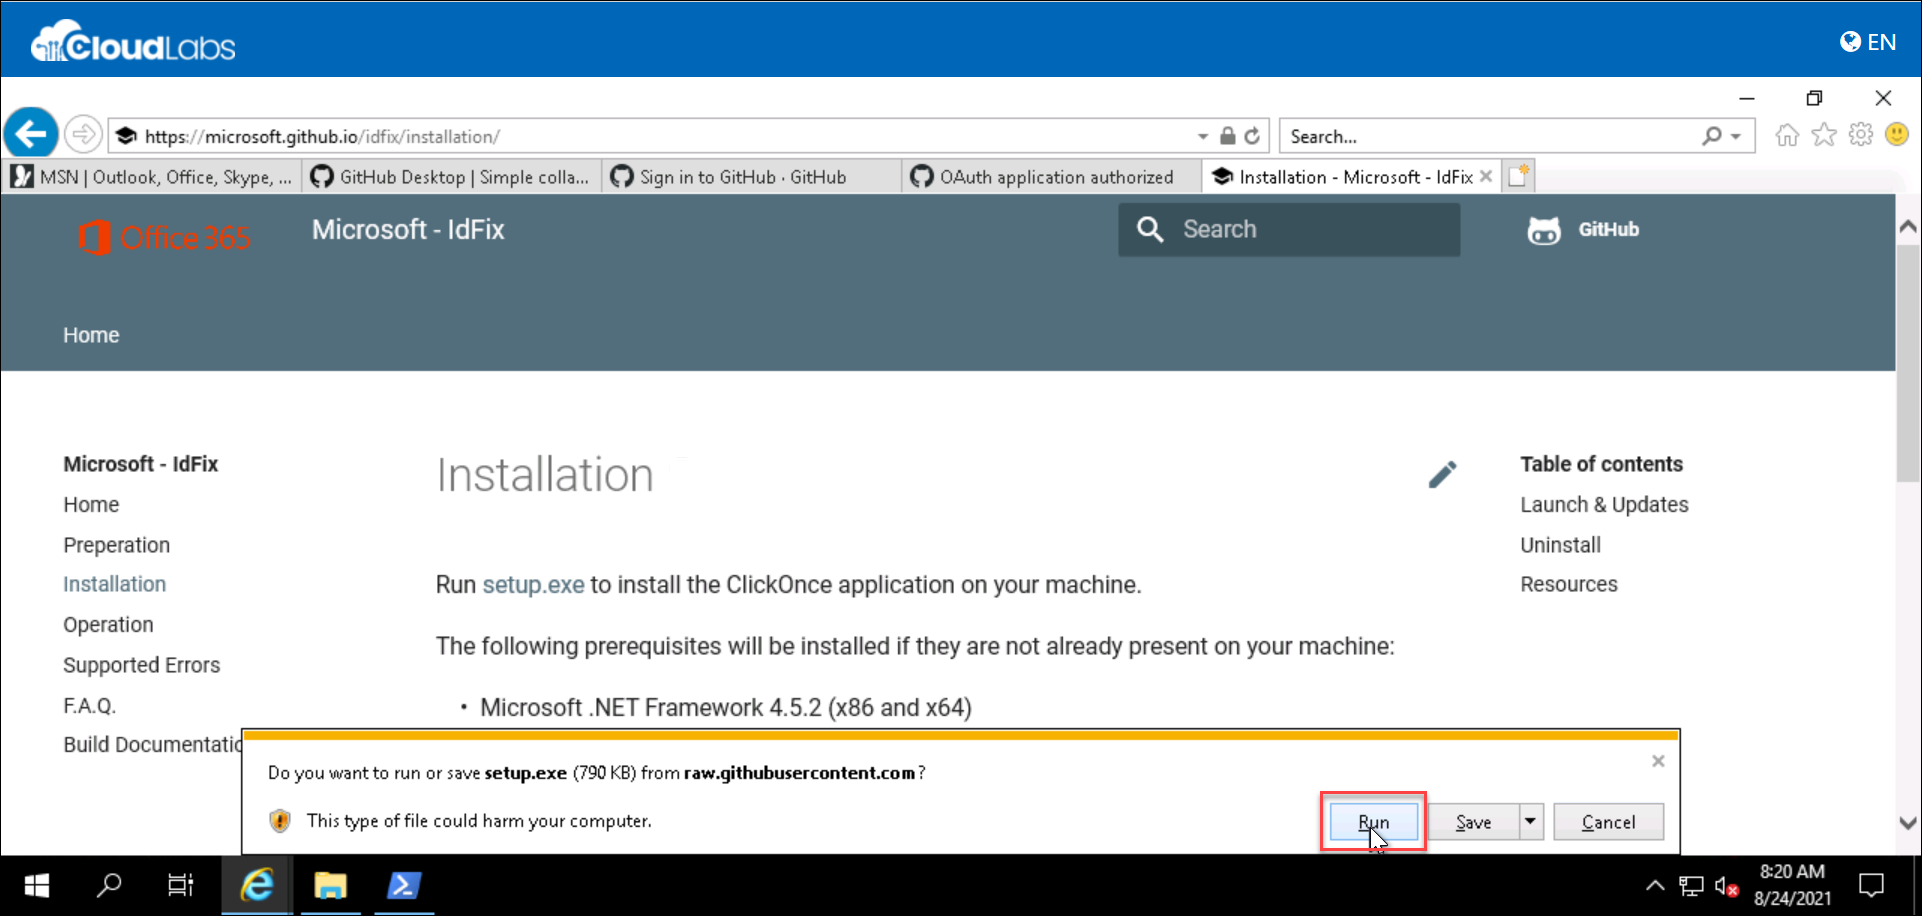 CloudLabs
EN
https://microsoft.github.io/idfix/installation/
Search...
MSN | Outlook, Office, Skype, ...
GitHub Desktop | Simple colla...
Sign in to GitHub · GitHub
OAuth application authorized
Installation - Microsoft - IdFix
Office 365
Microsoft - IdFix
Search
GitHub
Home
Microsoft - IdFix
Home
Preperation
Installation
Operation
Supported Errors
F.A.Q.
Build Documentatio
Installation
Run setup.exe to install the ClickOnce application on your machine.
The following prerequisites will be installed if they are not already present on your machine:
• Microsoft .NET Framework 4.5.2 (x86 and x64)
Table of contents
Launch & Updates
Uninstall
Resources
Do you want to run or save setup.exe (790 KB) from raw.githubusercontent.com?
This type of file could harm your computer.
Run
Save
Cancel
8:20 AM
8/24/2021